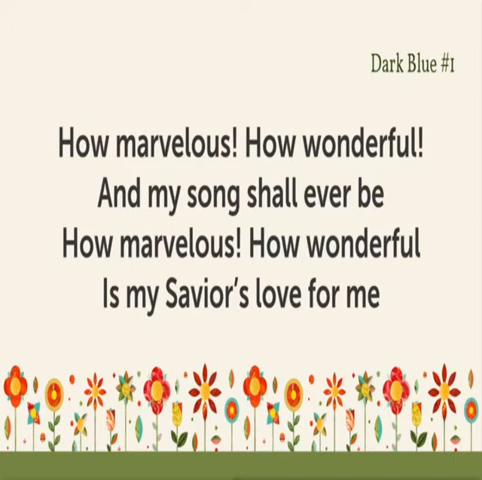 Dark Blue #1
How marvelous! How wonderful!
And my song shall ever be
How marvelous! How wonderful
Is my Savior's love for me